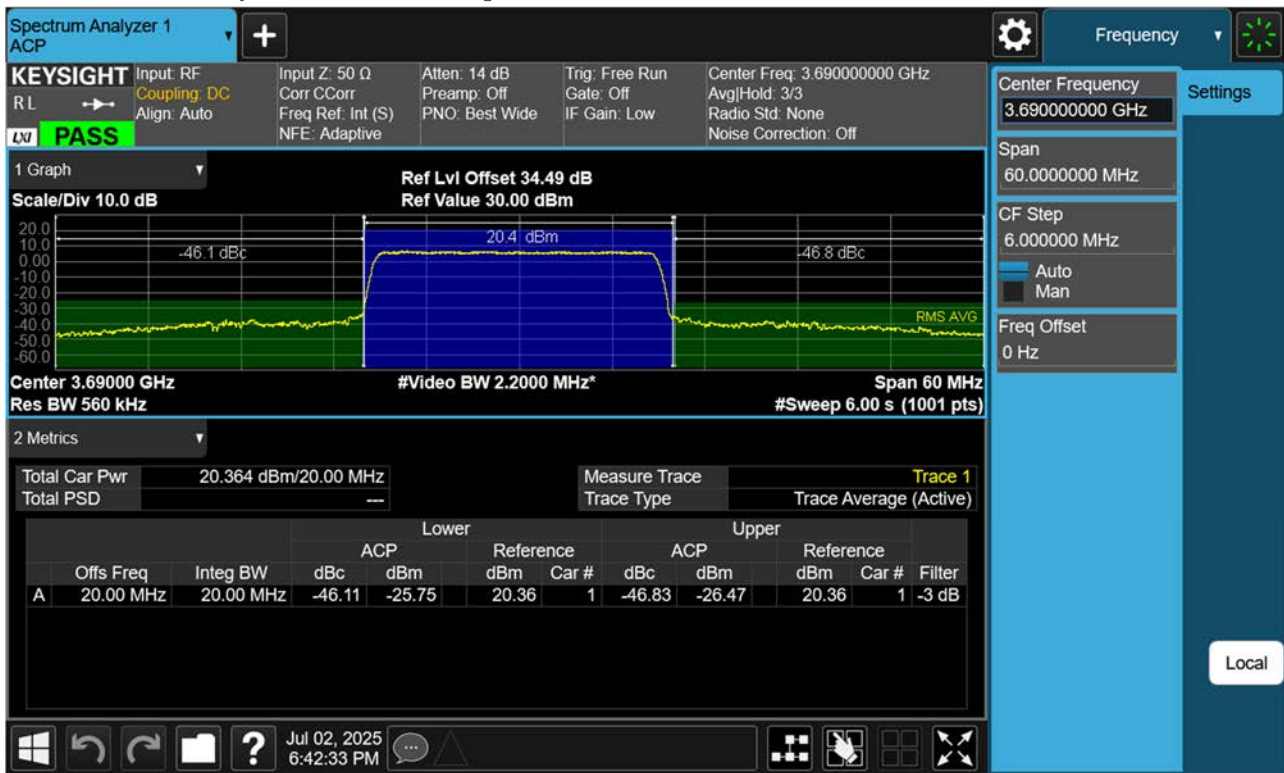 Spectrum Analyzer 1
ACP
+
Frequency
KEYSIGHT
R L
LXI PASS
Input: RF
Coupling: DC
Align: Auto
Input Z: 50 Ω
Corr CCorr
Freq Ref: Int (S)
NFE: Adaptive
Atten: 14 dB
Preamp: Off
PNO: Best Wide
Trig: Free Run
Gate: Off
IF Gain: Low
Center Freq: 3.690000000 GHz
Avg|Hold: 3/3
Radio Std: None
Noise Correction: Off
Center Frequency
3.690000000 GHz
Settings
Span
60.0000000 MHz
CF Step
6.000000 MHz
Auto
Man
Freq Offset
0 Hz
Local
1 Graph
Scale/Div 10.0 dB
Ref Lvl Offset 34.49 dB
Ref Value 30.00 dBm
20.0
10.0
0.00
-10.0
-20.0
-30.0
-40.0
-50.0
-60.0
-46.1 dBc
20.4 dBm
-46.8 dBc
RMS AVG
Center 3.69000 GHz #Video BW 2.2000 MHz* Span 60 MHz
Res BW 560 kHz #Sweep 6.00 s (1001 pts)
2 Metrics
Total Car Pwr 20.364 dBm/20.00 MHz Measure Trace Trace 1
Total PSD --- Trace Type Trace Average (Active)
Lower Upper
ACP Reference ACP Reference
Offs Freq Integ BW dBc dBm dBm Car # dBc dBm dBm Car # Filter
A 20.00 MHz 20.00 MHz -46.11 -25.75 20.36 1 -46.83 -26.47 20.36 1 -3 dB
?
Jul 02, 2025
6:42:33 PM